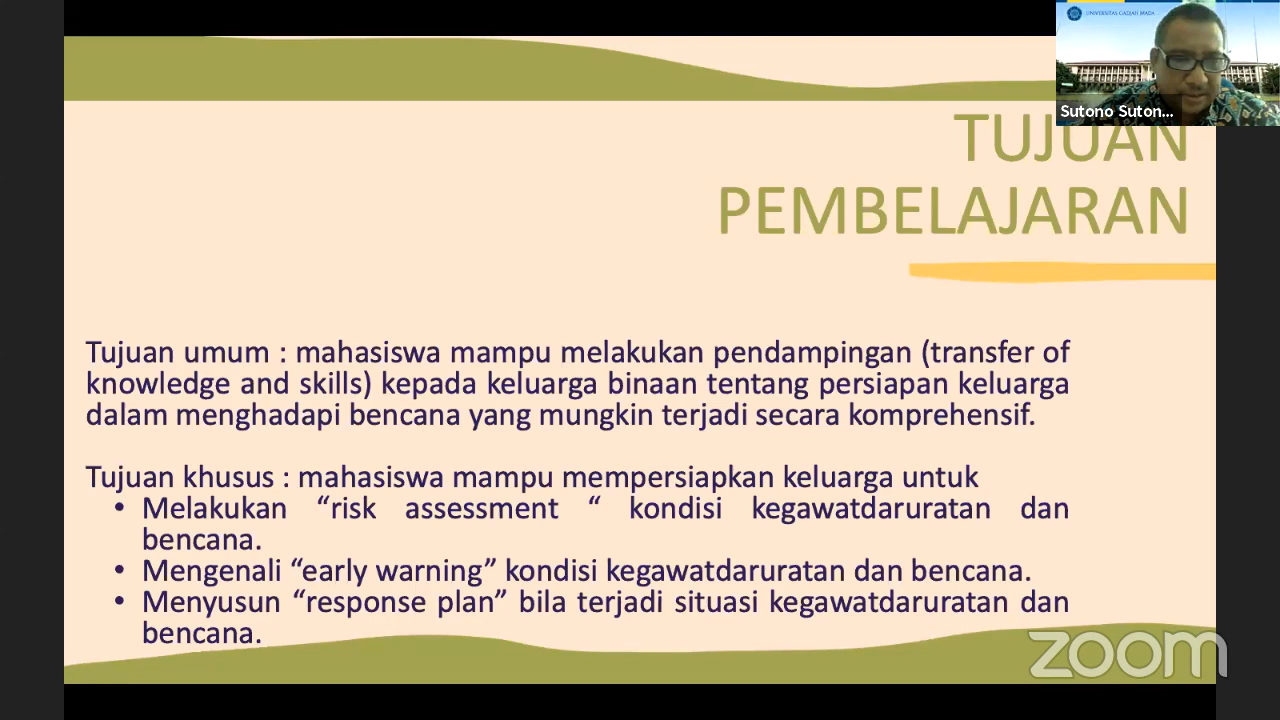 UNIVERSITAS GADJAH MADA
Sutono Suton...
TUJUAN
PEMBELAJARAN
Tujuan umum : mahasiswa mampu melakukan pendampingan (transfer of
knowledge and skills) kepada keluarga binaan tentang persiapan keluarga
dalam menghadapi bencana yang mungkin terjadi secara komprehensif.
Tujuan khusus : mahasiswa mampu mempersiapkan keluarga untuk
• Melakukan “risk assessment “ kondisi kegawatdaruratan dan
bencana.
• Mengenali “early warning” kondisi kegawatdaruratan dan bencana.
• Menyusun “response plan” bila terjadi situasi kegawatdaruratan dan
bencana.
zoom